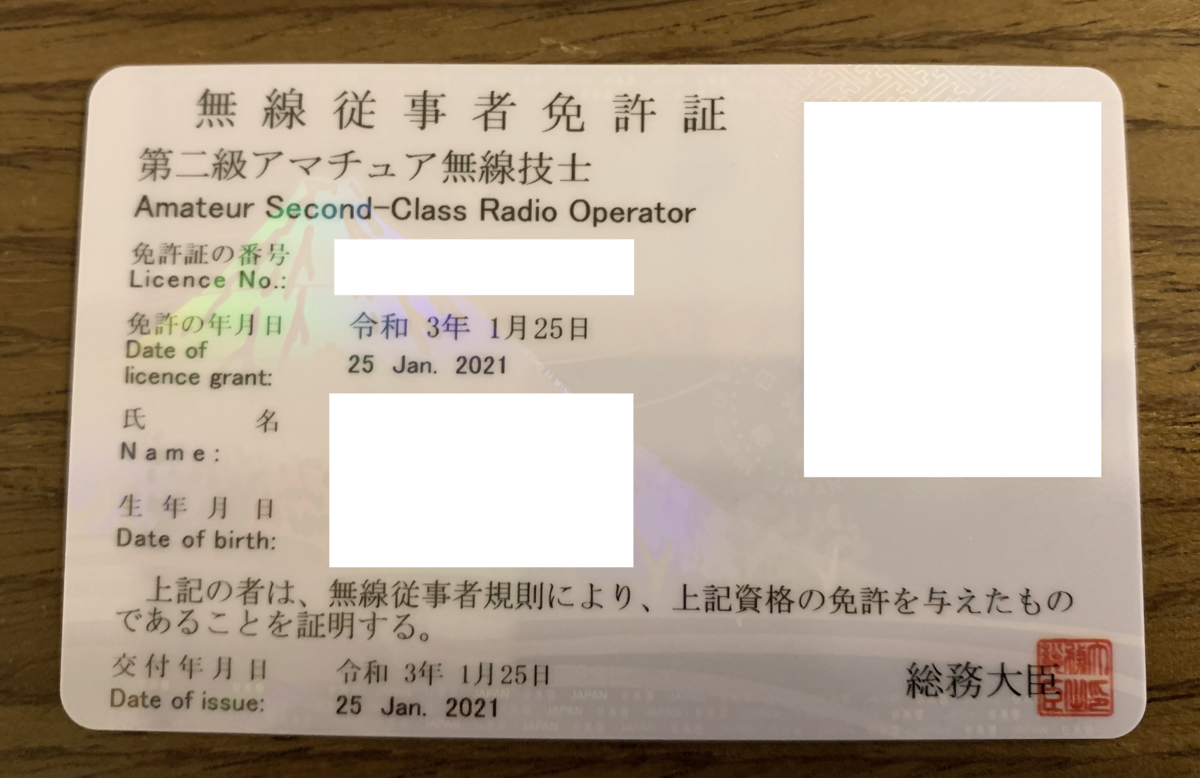 無線従事者免許証
第二級アマチュア無線技士
Amateur Second-Class Radio Operator
免許証の番号
Licence No.:
免許の年月日 令和 3年 1月25日
Date of
licence grant: 25 Jan. 2021
氏名
Name:
生年月日
Date of birth:
上記の者は、無線従事者規則により、上記資格の免許を与えたもの
であることを証明する。
交付年月日 令和 3年 1月25日
Date of issue: 25 Jan. 2021
総務大臣
JAPAN JAPAN JAPAN